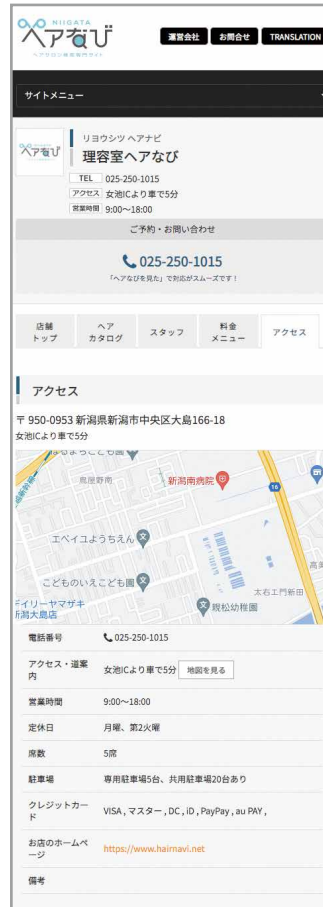 NIIGATA
ヘアなび
ヘアサロン検索専門サイト
運営会社 お問合せ TRANSLATION
サイトメニュー
ヘアなび
リヨウシツ ヘアナビ
理容室ヘアなび
TEL 025-250-1015
アクセス 女池ICより車で5分
営業時間 9:00〜18:00
ご予約・お問い合わせ
025-250-1015
「ヘアなびを見た」で対応がスムーズです!
店舗トップ ヘアカタログ スタッフ 料金メニュー アクセス
アクセス
〒950-0953 新潟県新潟市中央区大島166-18
女池ICより車で5分
はるまちこども園
鳥屋野南
新潟南病院
16
エベイユようちえん
こどものいえこども園
太右エ門新田
デイリーヤマザキ
新潟大島店
親松幼稚園
電話番号 025-250-1015
アクセス・道案内 女池ICより車で5分 地図を見る
営業時間 9:00〜18:00
定休日 月曜、第2火曜
席数 5席
駐車場 専用駐車場5台、共用駐車場20台あり
クレジットカード VISA , マスター , DC , iD , PayPay , au PAY ,
お店のホームページ https://www.hairnavi.net
備考